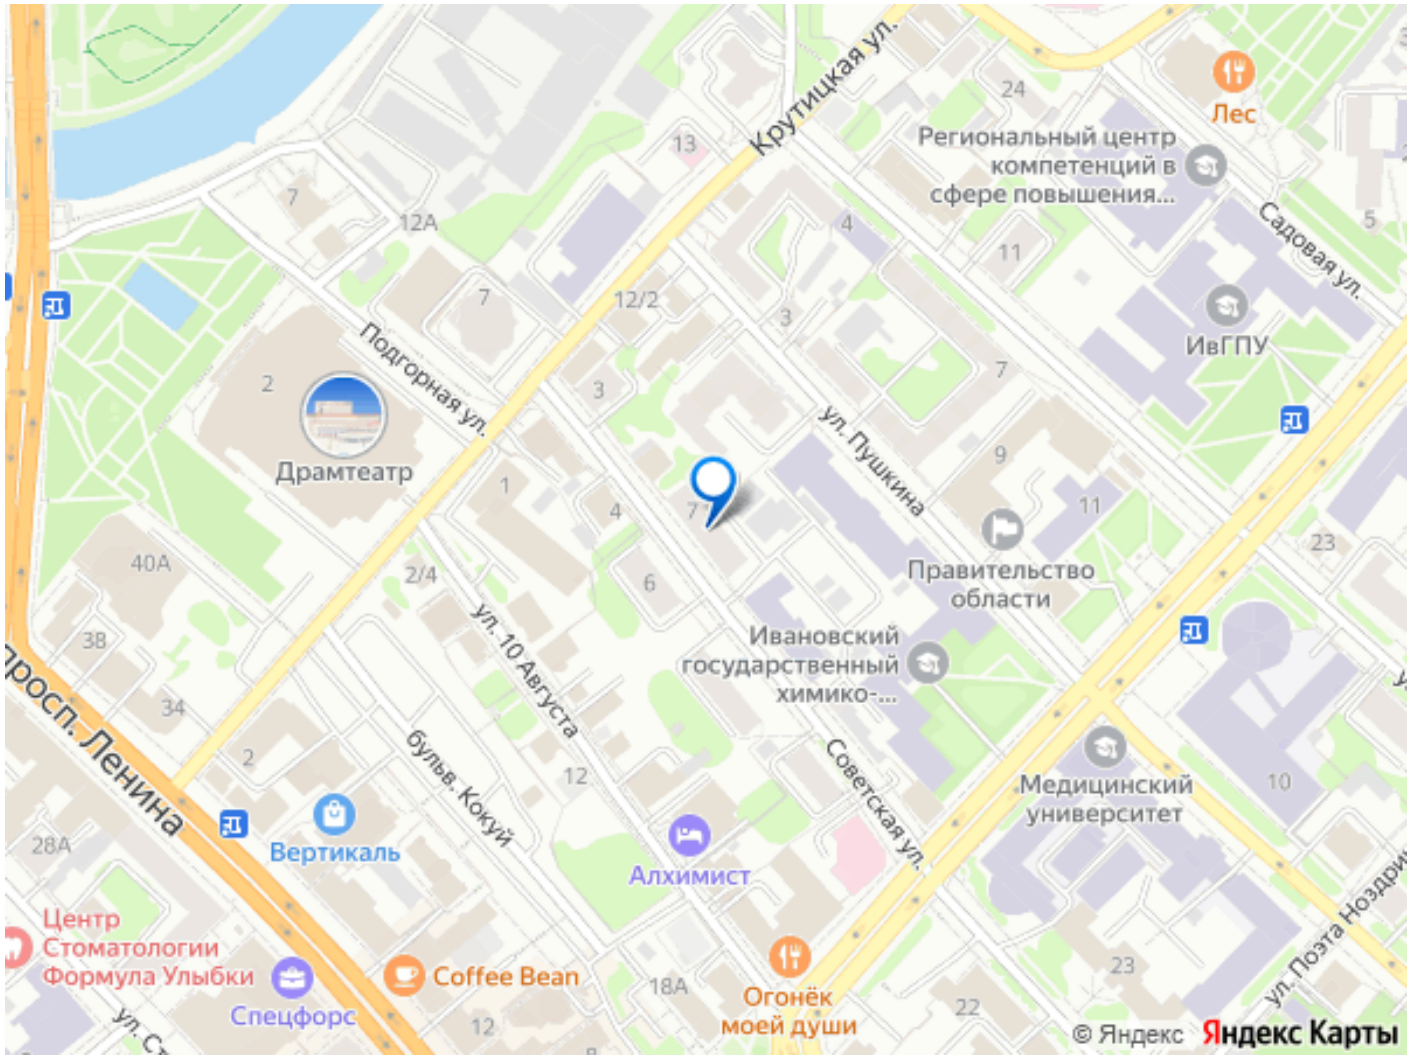 Крутицкая ул.
24
Лес
13
Региональный центр
компетенций в
сфере повышения...
7
12А
4
11
5
Садовая ул.
7
12/2
3
ИвГПУ
Подгорная ул.
2
3
7
Драмтеатр
ул. Пушкина
1
4
7
9
11
23
40А
2/4
6
Правительство
области
ул. 10 Августа
38
Ивановский
государственный
химико-...
34
просп. Ленина
2
бульв. Кокуй
12
Советская ул.
Медицинский
университет
10
28А
Вертикаль
Алхимист
Центр
Стоматологии
Формула Улыбки
Спецфорс
Coffee Bean
18А
Огонёк
моей души
23
22
12
8
ул. Поэта Ноздрин
ул. Ст
© Яндекс Яндекс Карты